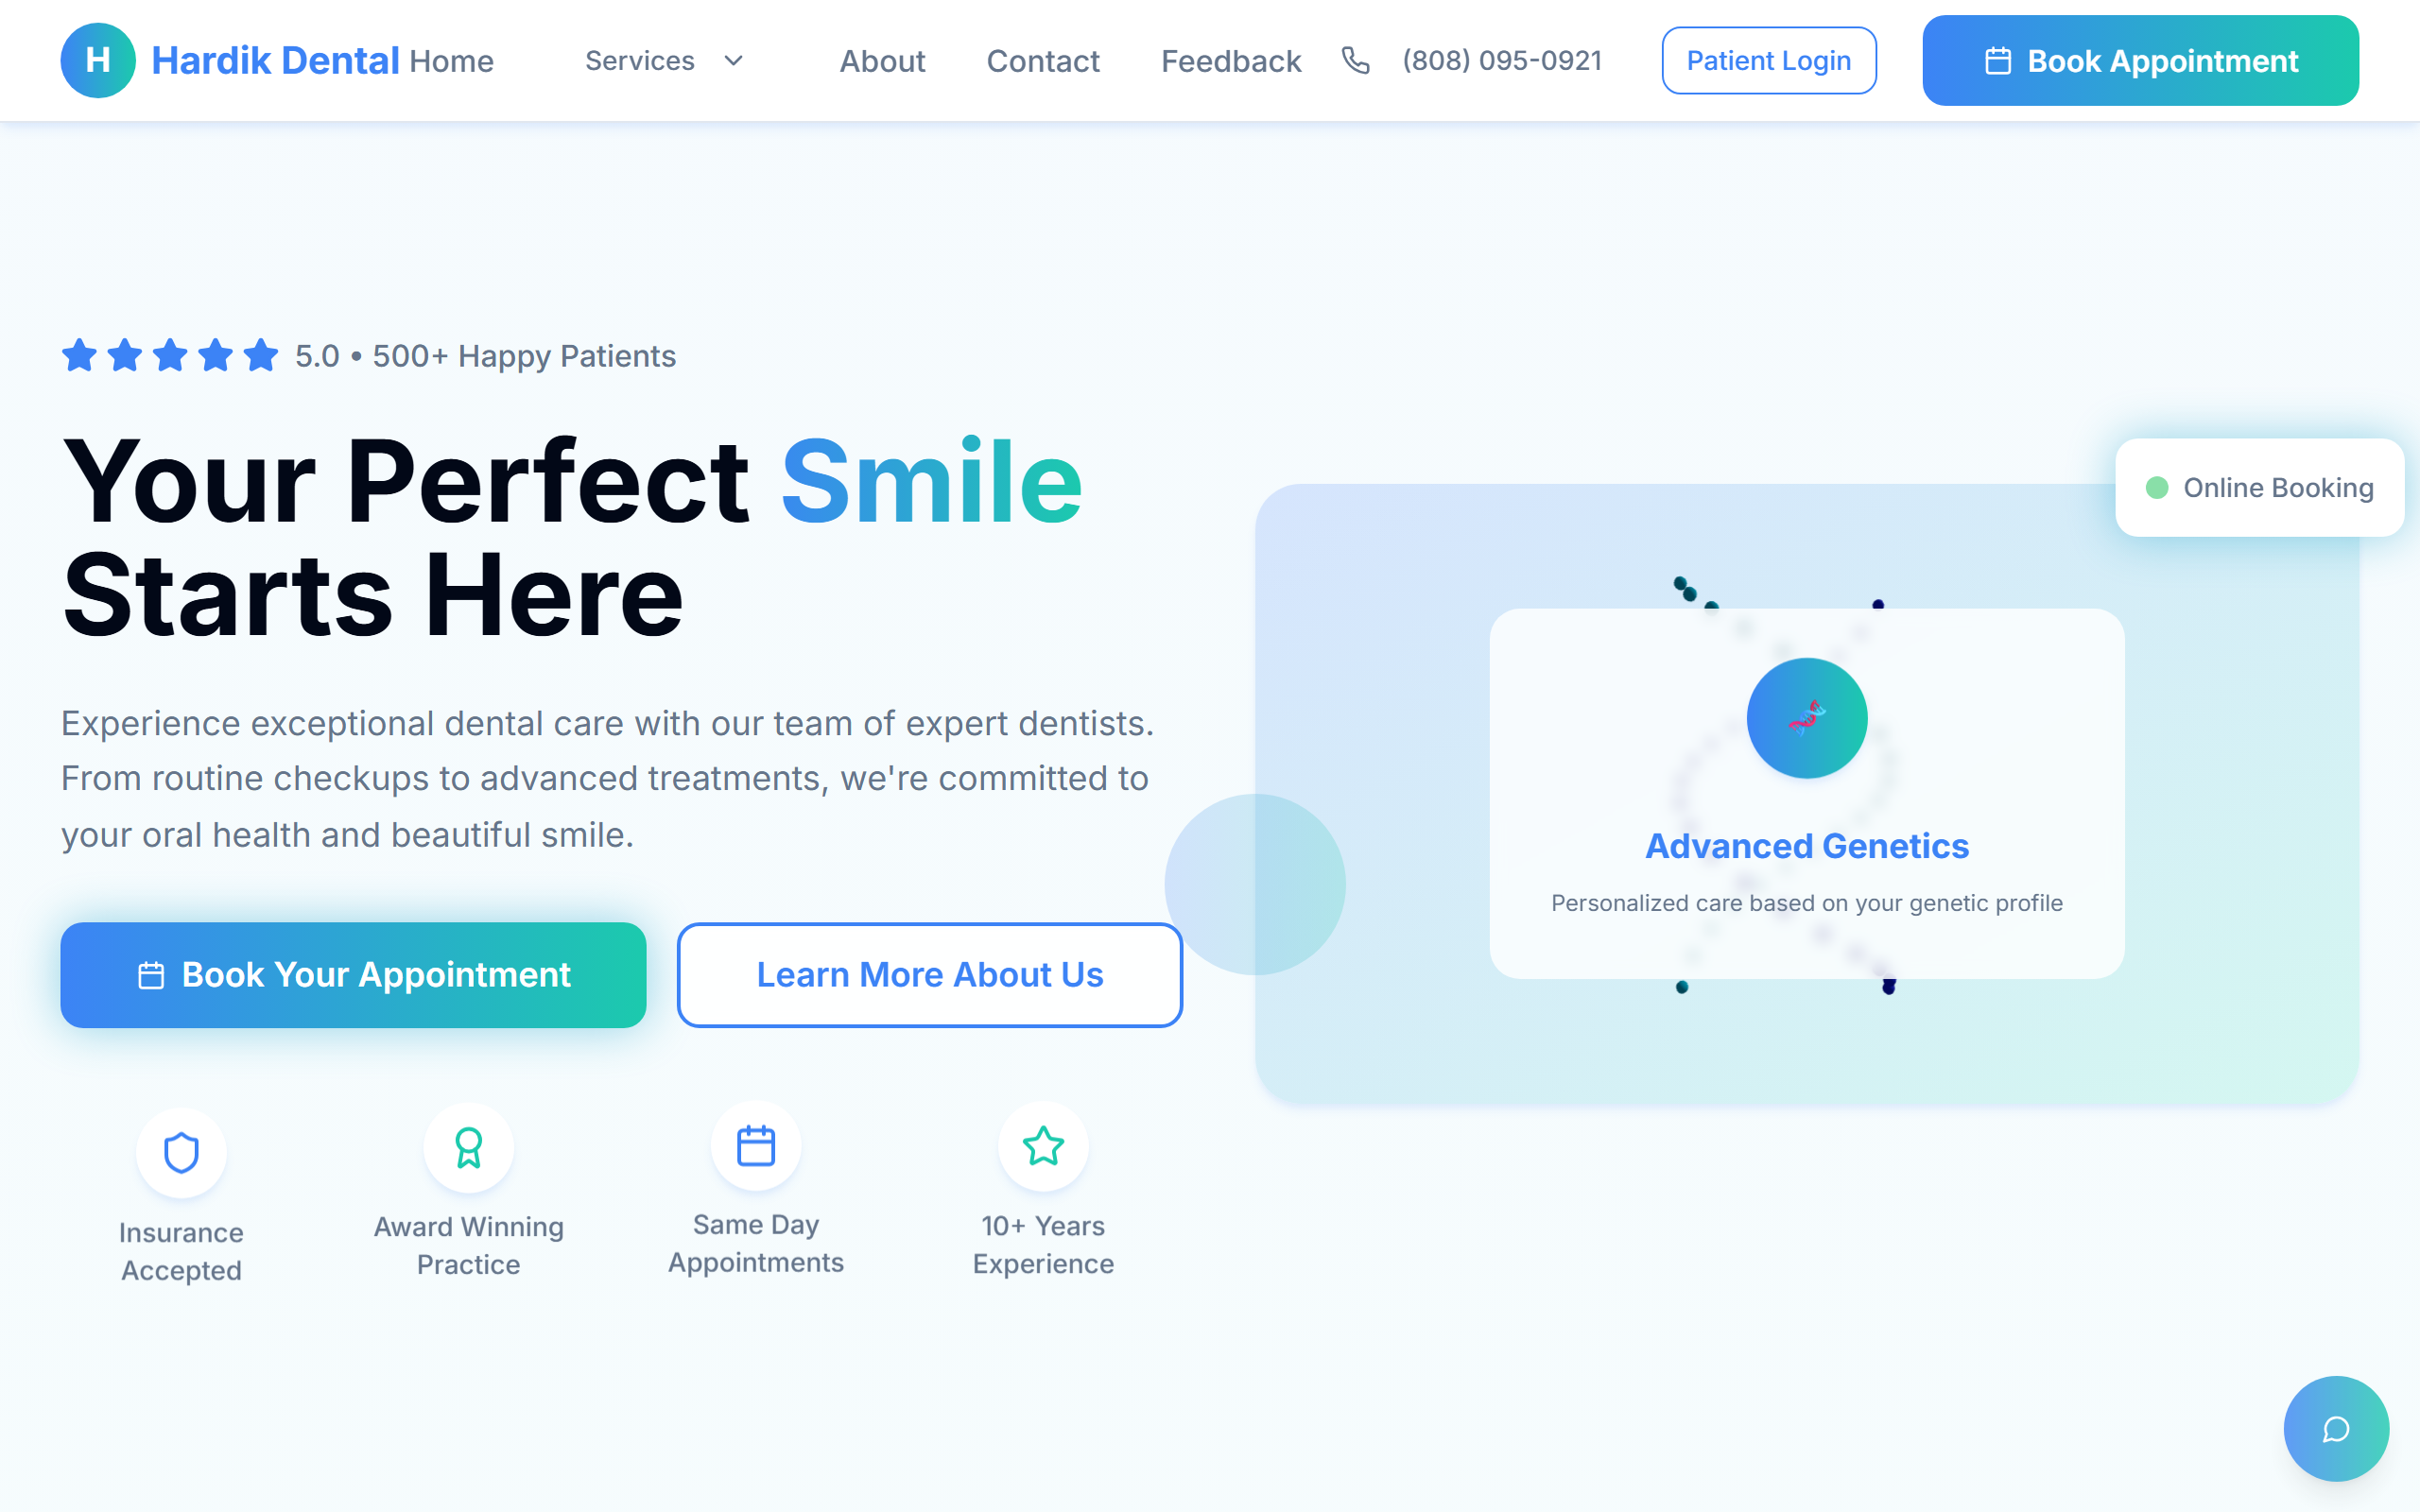 H Hardik Dental Home Services About Contact Feedback (808) 095-0921 Patient Login Book Appointment
5.0 • 500+ Happy Patients
Your Perfect Smile
Starts Here
Experience exceptional dental care with our team of expert dentists.
From routine checkups to advanced treatments, we're committed to
your oral health and beautiful smile.
Book Your Appointment
Learn More About Us
Insurance
Accepted
Award Winning
Practice
Same Day
Appointments
10+ Years
Experience
Online Booking
Advanced Genetics
Personalized care based on your genetic profile